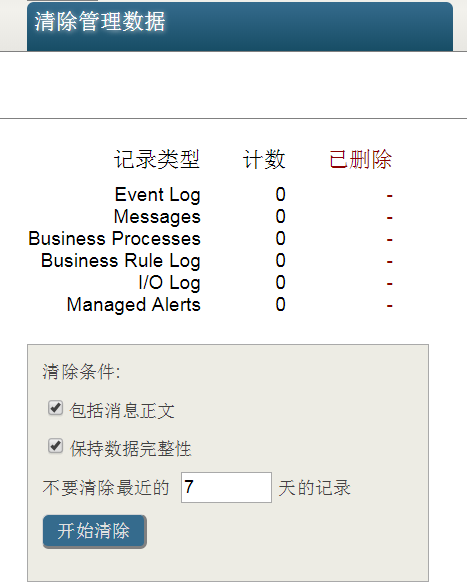 清除管理数据
记录类型 计数 已删除
Event Log 0 -
Messages 0 -
Business Processes 0 -
Business Rule Log 0 -
I/O Log 0 -
Managed Alerts 0 -
清除条件:
包括消息正文
保持数据完整性
不要清除最近的 7 天的记录
开始清除